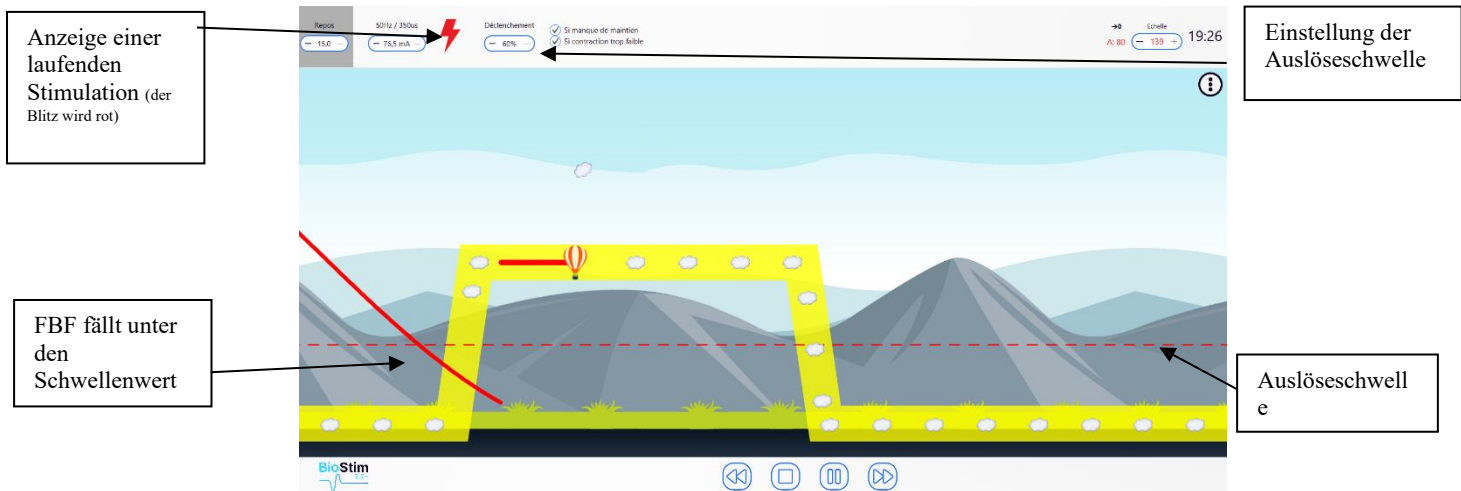 Anzeige einer
laufenden
Stimulation (der
Blitz wird rot)
Repos
− 15,0 −
50Hz / 350us
− 76,5 mA −
Déclenchement
− 60% −
Si manque de maintien
Si contraction trop faible
→0
A: 80
Echelle
− 139 +
19:26
Einstellung der
Auslöseschwelle
FBF fällt unter
den
Schwellenwert
Auslöseschwell
e
BioStim